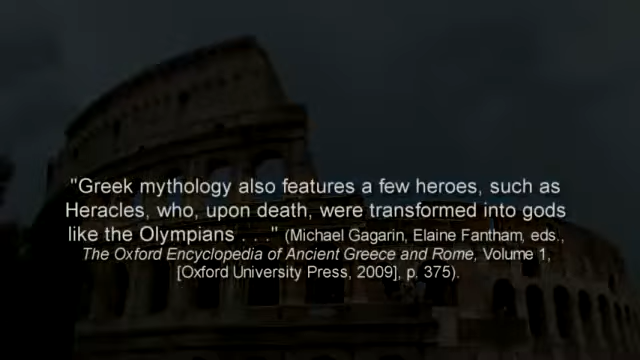 "Greek mythology also features a few heroes, such as
Heracles, who, upon death, were transformed into gods
like the Olympians . . ." (Michael Gagarin, Elaine Fantham, eds.,
The Oxford Encyclopedia of Ancient Greece and Rome, Volume 1,
[Oxford University Press, 2009], p. 375).